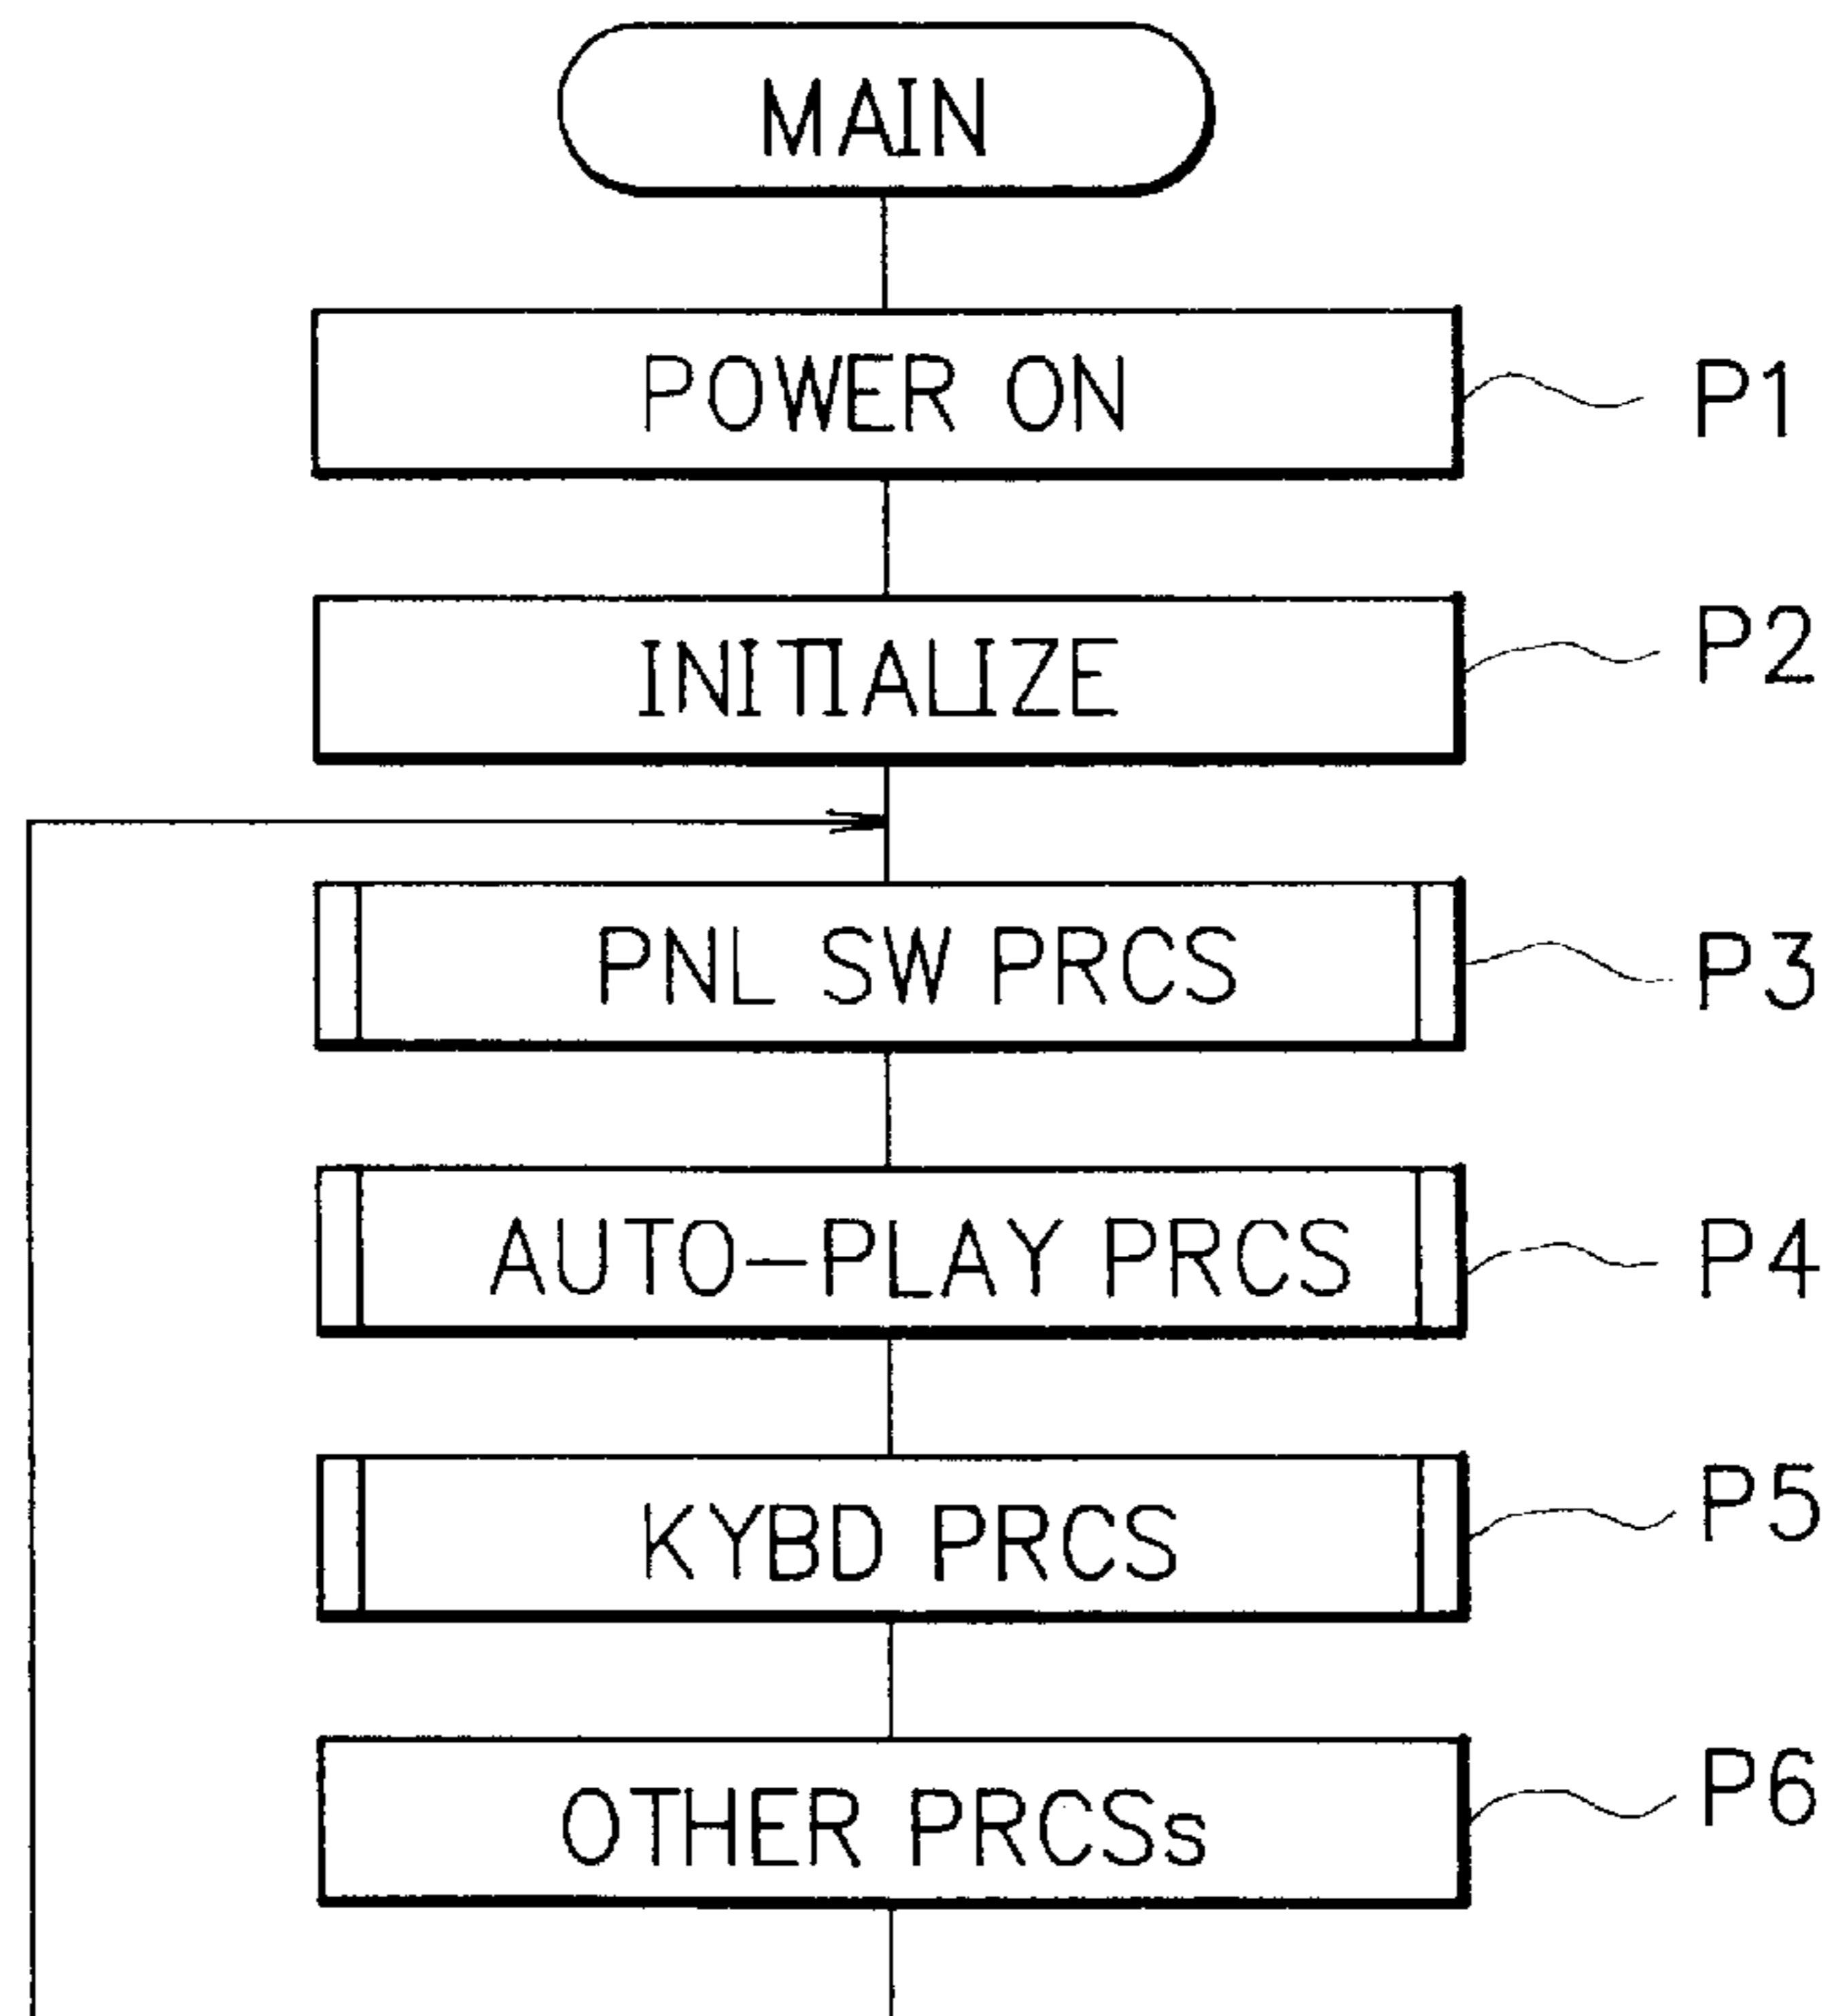 MAIN
POWER ON P1
INITIALIZE P2
PNL SW PRCS P3
AUTO-PLAY PRCS P4
KYBD PRCS P5
OTHER PRCSs P6